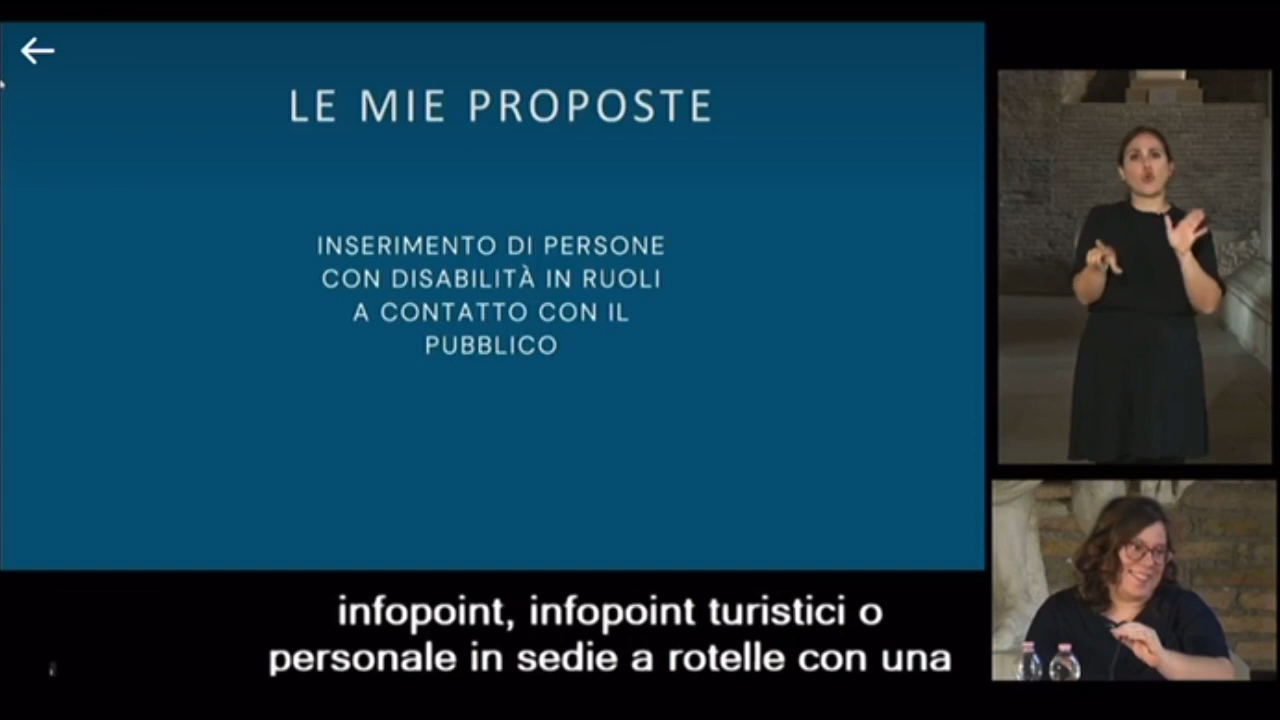 LE MIE PROPOSTE
INSERIMENTO DI PERSONE
CON DISABILITÀ IN RUOLI
A CONTATTO CON IL
PUBBLICO
infopoint, infopoint turistici o
personale in sedie a rotelle con una